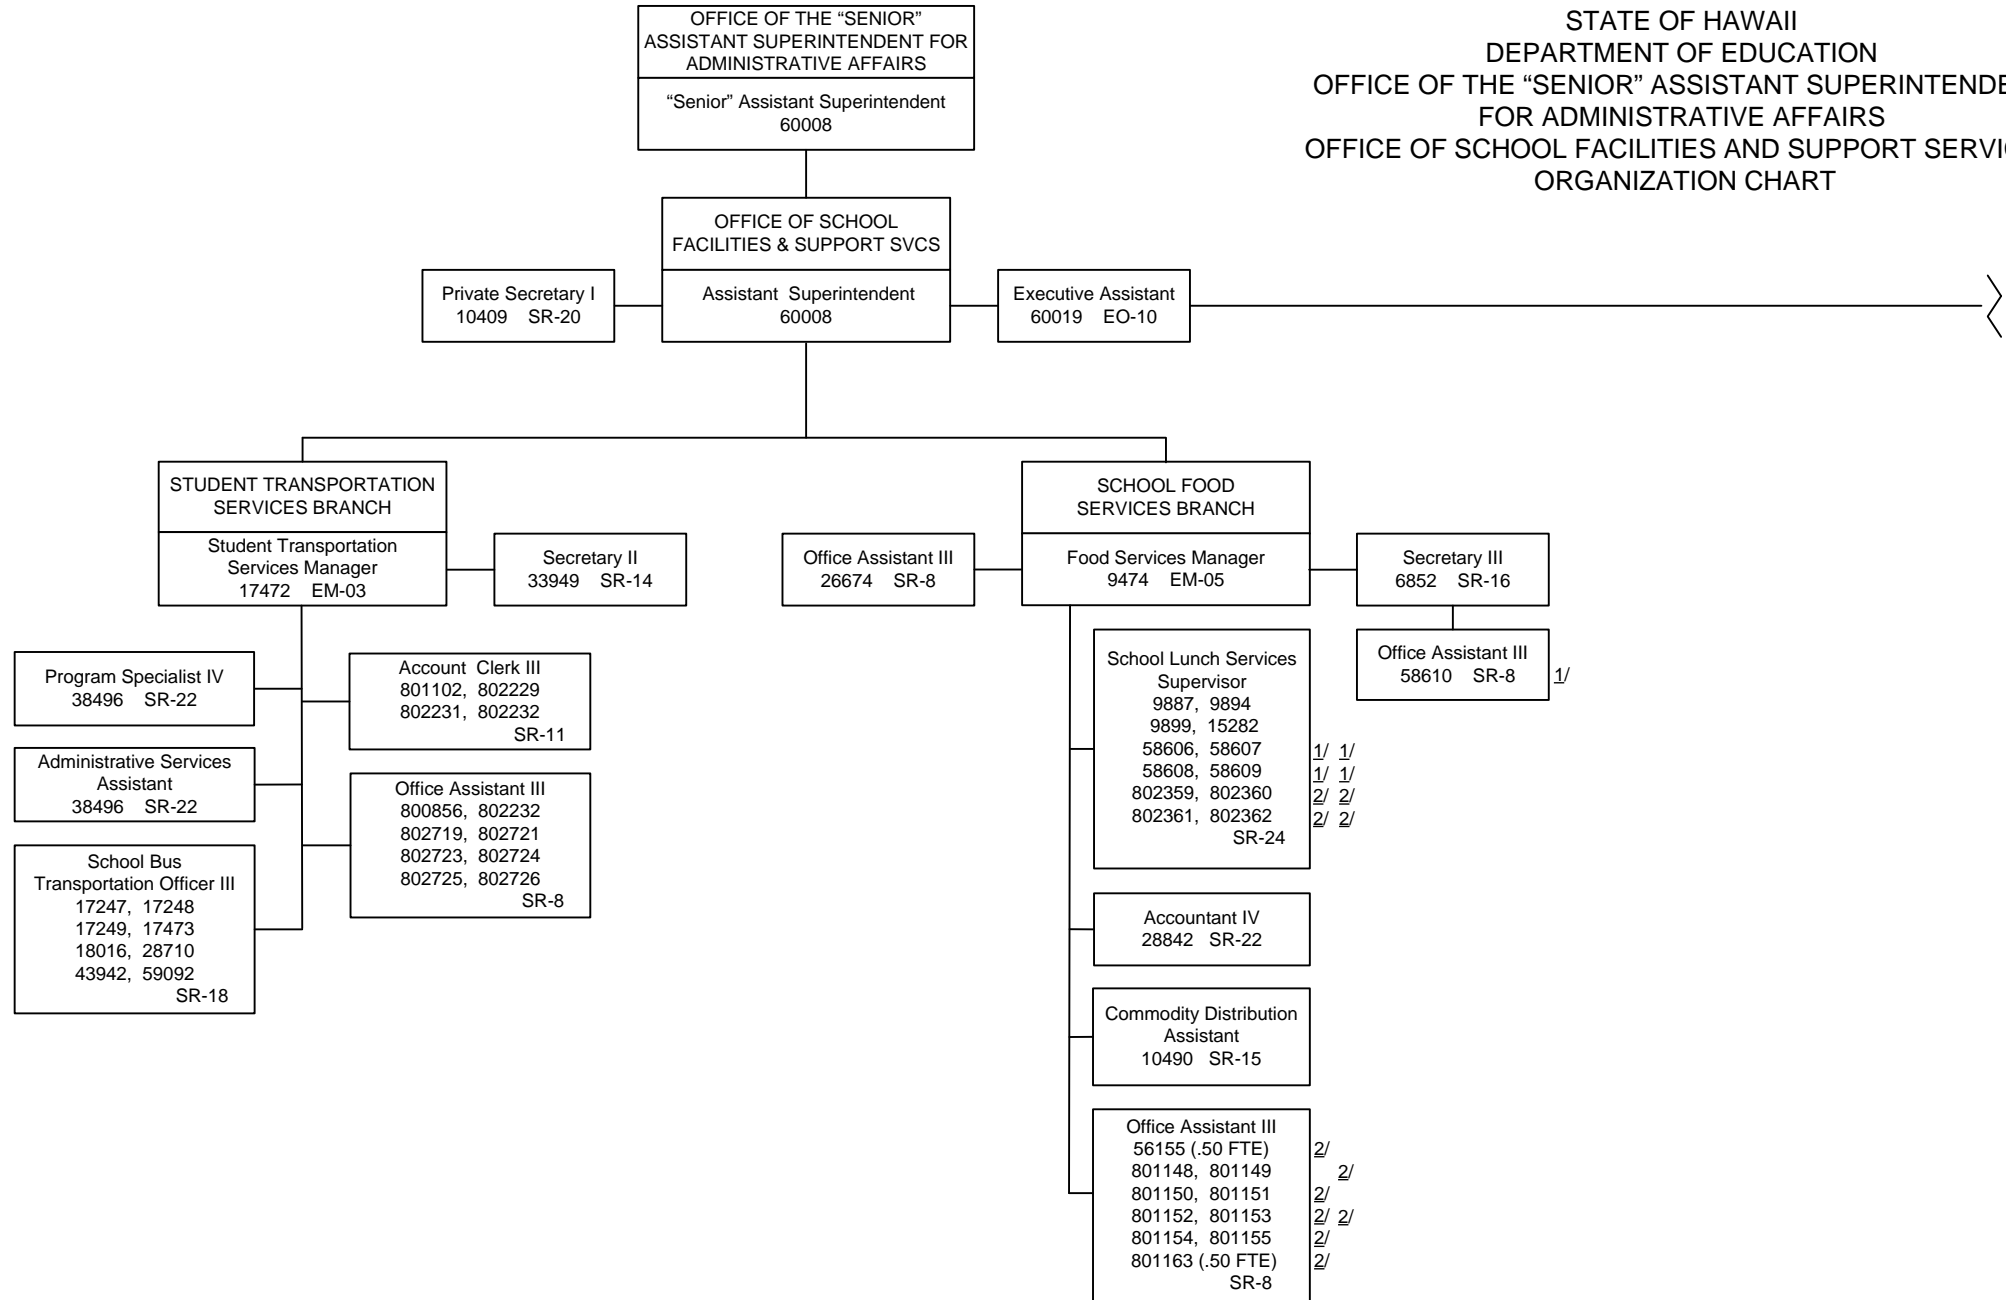 OFFICE OF THE “SENIOR”
ASSISTANT SUPERINTENDENT FOR
ADMINISTRATIVE AFFAIRS
“Senior” Assistant Superintendent
60008
STATE OF HAWAII
DEPARTMENT OF EDUCATION
OFFICE OF THE “SENIOR” ASSISTANT SUPERINTENDE
FOR ADMINISTRATIVE AFFAIRS
OFFICE OF SCHOOL FACILITIES AND SUPPORT SERVI
ORGANIZATION CHART
OFFICE OF SCHOOL
FACILITIES & SUPPORT SVCS
Private Secretary I
10409 SR-20
Assistant Superintendent
60008
Executive Assistant
60019 EO-10
STUDENT TRANSPORTATION
SERVICES BRANCH
Student Transportation
Services Manager
17472 EM-03
Secretary II
33949 SR-14
Program Specialist IV
38496 SR-22
Administrative Services
Assistant
38496 SR-22
School Bus
Transportation Officer III
17247, 17248
17249, 17473
18016, 28710
43942, 59092
SR-18
Account Clerk III
801102, 802229
802231, 802232
SR-11
Office Assistant III
800856, 802232
802719, 802721
802723, 802724
802725, 802726
SR-8
SCHOOL FOOD
SERVICES BRANCH
Office Assistant III
26674 SR-8
Food Services Manager
9474 EM-05
Secretary III
6852 SR-16
Office Assistant III
58610 SR-8 1/
School Lunch Services
Supervisor
9887, 9894
9899, 15282
58606, 58607 1/ 1/
58608, 58609 1/ 1/
802359, 802360 2/ 2/
802361, 802362 2/ 2/
SR-24
Accountant IV
28842 SR-22
Commodity Distribution
Assistant
10490 SR-15
Office Assistant III
56155 (.50 FTE) 2/
801148, 801149 2/
801150, 801151 2/
801152, 801153 2/ 2/
801154, 801155 2/
801163 (.50 FTE) 2/
SR-8